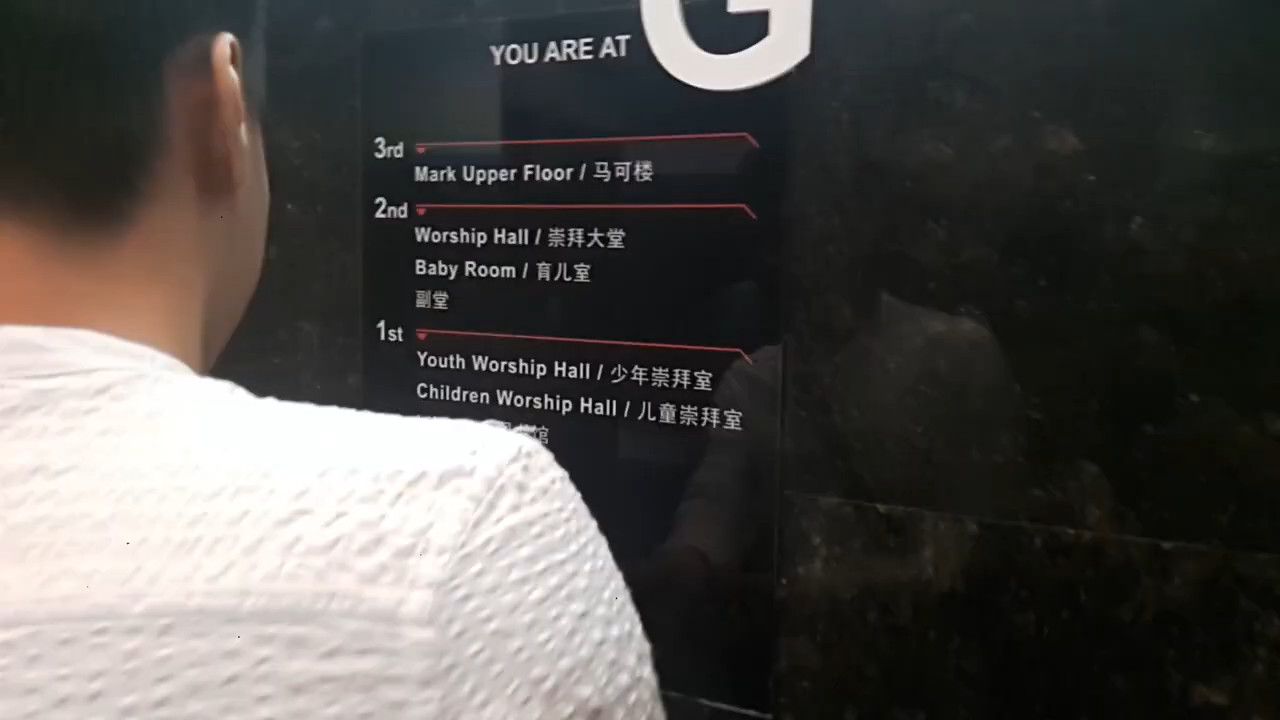 YOU ARE AT G
3rd
Mark Upper Floor / 马可楼
2nd
Worship Hall / 崇拜大堂
Baby Room / 育儿室
副堂
1st
Youth Worship Hall / 少年崇拜室
Children Worship Hall / 儿童崇拜室
馆